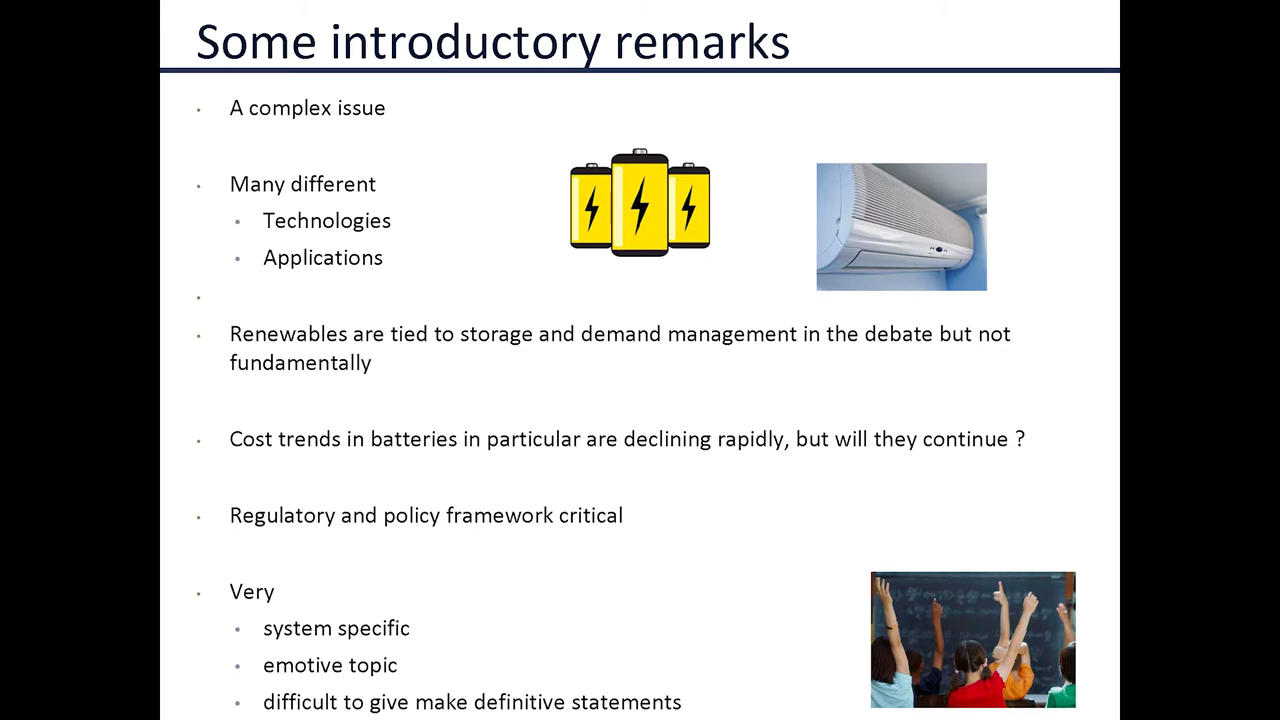 Some introductory remarks
A complex issue
Many different
Technologies
Applications
Renewables are tied to storage and demand management in the debate but not
fundamentally
Cost trends in batteries in particular are declining rapidly, but will they continue ?
Regulatory and policy framework critical
Very
system specific
emotive topic
difficult to give make definitive statements